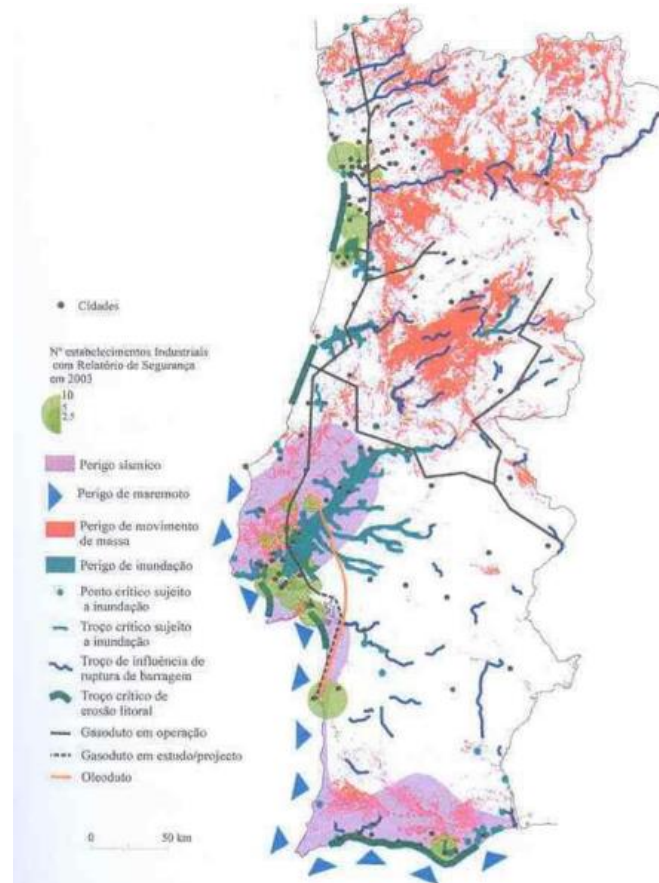 Cidades
Nº estabelecimentos Industriais
com Relatório de Segurança
em 2003
10
5
2.5
Perigo sísmico
Perigo de maremoto
Perigo de movimento
de massa
Perigo de inundação
Ponto crítico sujeito
a inundação
Troço crítico sujeito
a inundação
Troço de influência de
ruptura de barragem
Troço crítico de
erosão litoral
Gasoduto em operação
Gasoduto em estudo/projecto
Oleoduto
0 50 km